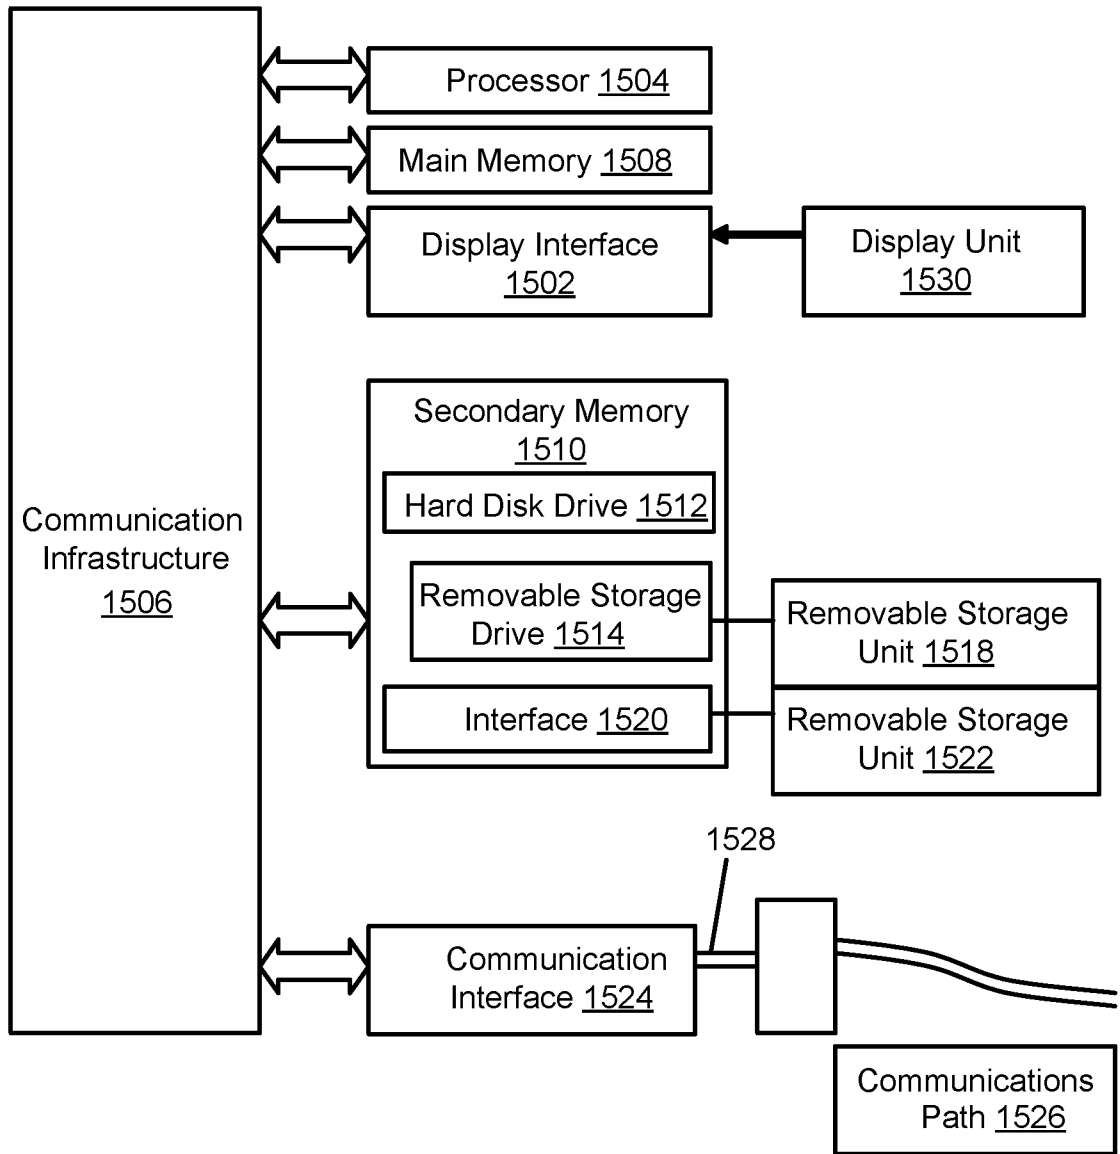 Communication
Infrastructure
1506
Processor 1504
Main Memory 1508
Display Interface
1502
Display Unit
1530
Secondary Memory
1510
Hard Disk Drive 1512
Removable Storage
Drive 1514
Interface 1520
Removable Storage
Unit 1518
Removable Storage
Unit 1522
1528
Communication
Interface 1524
Communications
Path 1526